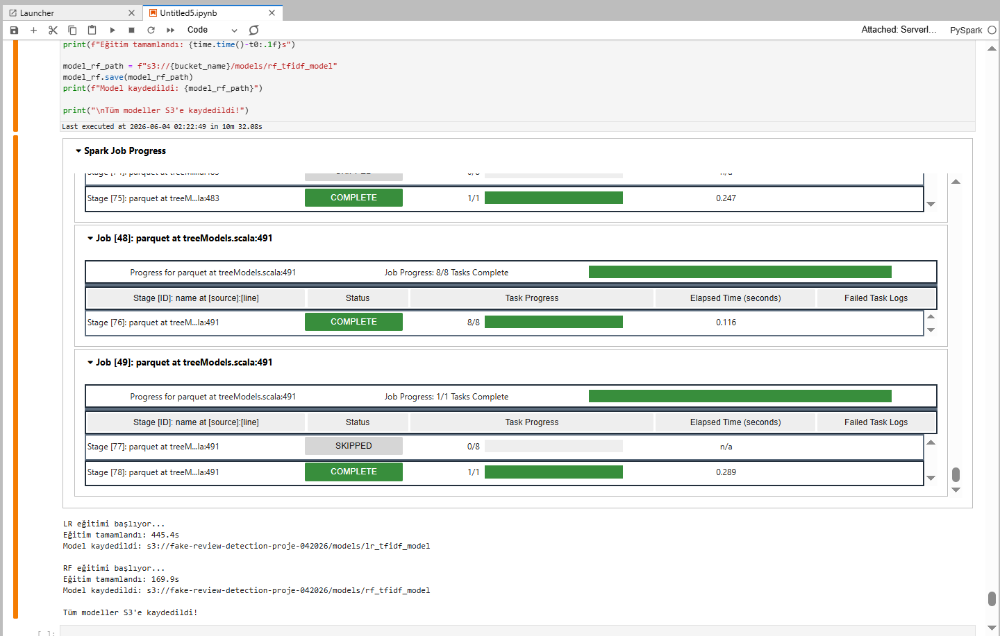 Launcher
Untitled5.ipynb
Code
Attached: Serverl...
PySpark
print(f"Eğitim tamamlandı: {time.time()-t0:.1f}s")
model_rf_path = f"s3://{bucket_name}/models/rf_tfidf_model"
model_rf.save(model_rf_path)
print(f"Model kaydedildi: {model_rf_path}")
print("\nTüm modeller S3'e kaydedildi!")
Last executed at 2026-06-04 02:22:49 in 10m 32.08s
Spark Job Progress
Stage [75]: parquet at treeM...la:483 COMPLETE 1/1 0.247
Job [48]: parquet at treeModels.scala:491
Progress for parquet at treeModels.scala:491 Job Progress: 8/8 Tasks Complete
Stage [ID]: name at [source]:[line] Status Task Progress Elapsed Time (seconds) Failed Task Logs
Stage [76]: parquet at treeM...la:491 COMPLETE 8/8 0.116
Job [49]: parquet at treeModels.scala:491
Progress for parquet at treeModels.scala:491 Job Progress: 1/1 Tasks Complete
Stage [ID]: name at [source]:[line] Status Task Progress Elapsed Time (seconds) Failed Task Logs
Stage [77]: parquet at treeM...la:491 SKIPPED 0/8 n/a
Stage [78]: parquet at treeM...la:491 COMPLETE 1/1 0.289
LR eğitimi başlıyor...
Eğitim tamamlandı: 445.4s
Model kaydedildi: s3://fake-review-detection-proje-042026/models/lr_tfidf_model
RF eğitimi başlıyor...
Eğitim tamamlandı: 169.9s
Model kaydedildi: s3://fake-review-detection-proje-042026/models/rf_tfidf_model
Tüm modeller S3'e kaydedildi!
[ ]: